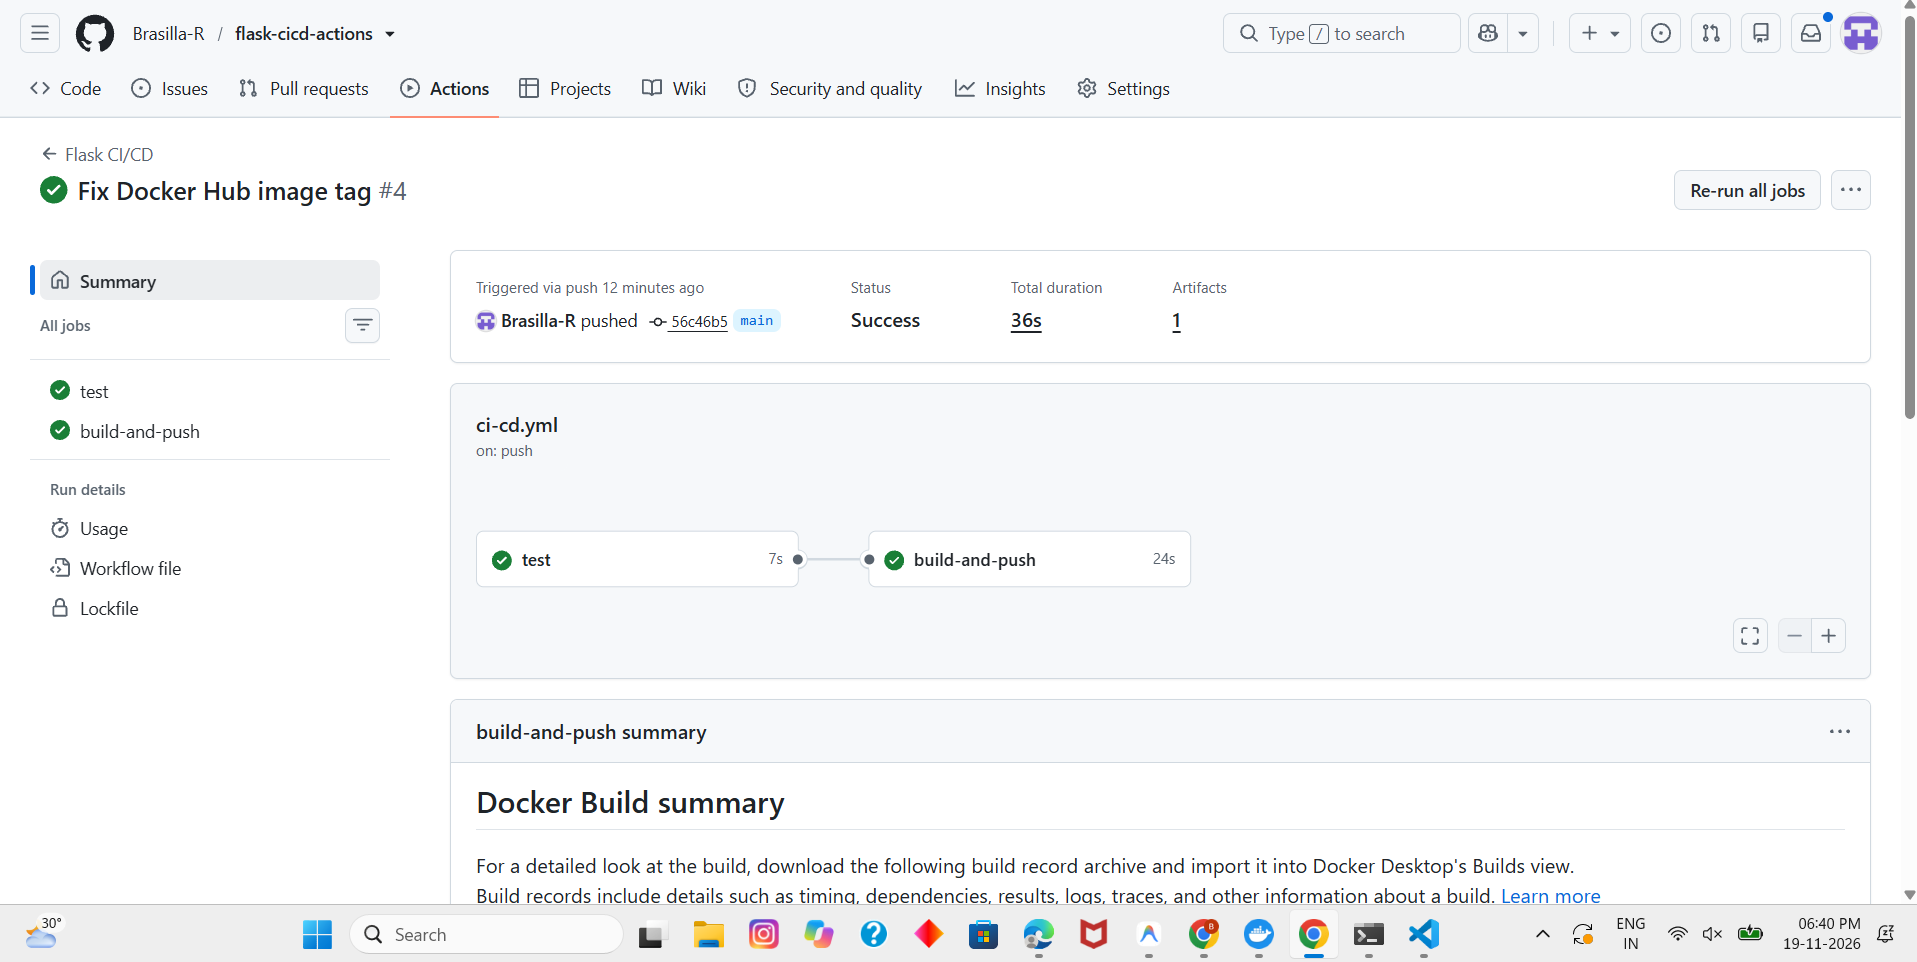 Brasilla-R / flask-cicd-actions
Type / to search
Code
Issues
Pull requests
Actions
Projects
Wiki
Security and quality
Insights
Settings
Flask CI/CD
Fix Docker Hub image tag #4
Re-run all jobs
Summary
All jobs
test
build-and-push
Run details
Usage
Workflow file
Lockfile
Triggered via push 12 minutes ago
Brasilla-R pushed 56c46b5 main
Status
Success
Total duration
36s
Artifacts
1
ci-cd.yml
on: push
test 7s
build-and-push 24s
build-and-push summary
Docker Build summary
For a detailed look at the build, download the following build record archive and import it into Docker Desktop's Builds view.
Build records include details such as timing, dependencies, results, logs, traces, and other information about a build. Learn more
30°
Search
B
ENG
IN
06:40 PM
19-11-2026